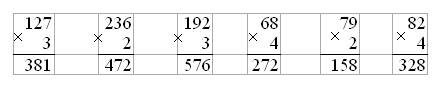 127 236 192 68 79 82
× 3 × 2 × 3 × 4 × 2 × 4
381 472 576 272 158 328